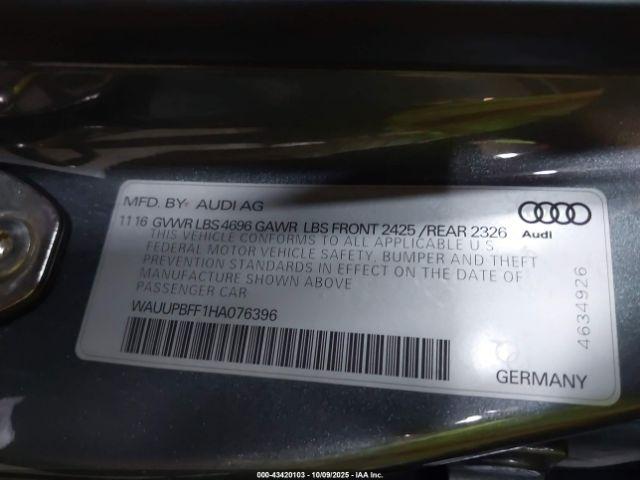 MFD. BY AUDI AG
11 16 GVWR LBS 4696 GAWR LBS FRONT 2425 /REAR 2326
THIS VEHICLE CONFORMS TO ALL APPLICABLE U.S
FEDERAL MOTOR VEHICLE SAFETY, BUMPER AND THEFT
PREVENTION STANDARDS IN EFFECT ON THE DATE OF
MANUFACTURE SHOWN ABOVE
PASSENGER CAR
WAUUPBFF1HA076396
Audi
4634926
GERMANY
000-43420103 | 10/09/2025 | IAA Inc.